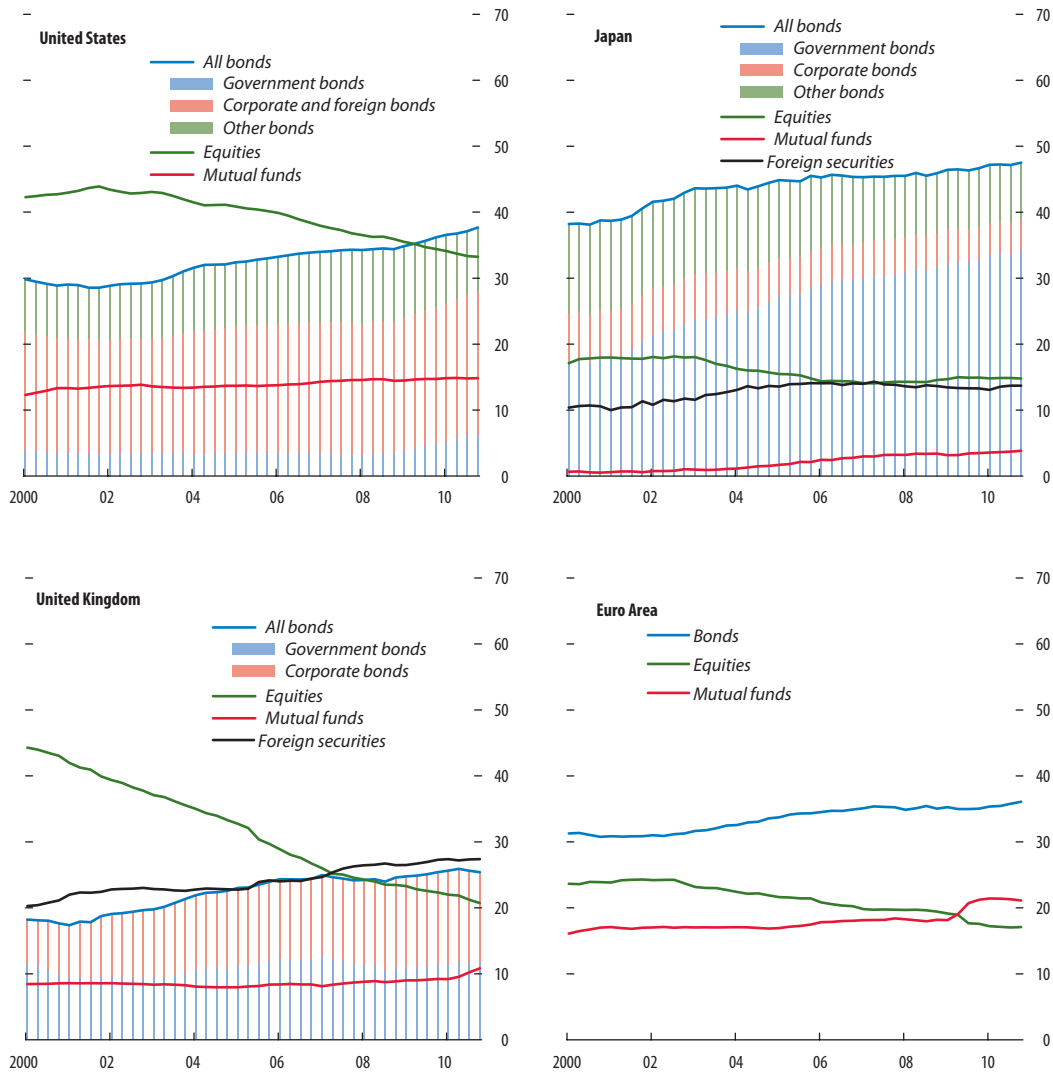 United States
All bonds
Government bonds
Corporate and foreign bonds
Other bonds
Equities
Mutual funds
70
60
50
40
30
20
10
0
2000 02 04 06 08 10
Japan
All bonds
Government bonds
Corporate bonds
Other bonds
Equities
Mutual funds
Foreign securities
70
60
50
40
30
20
10
0
2000 02 04 06 08 10
United Kingdom
All bonds
Government bonds
Corporate bonds
Equities
Mutual funds
Foreign securities
70
60
50
40
30
20
10
0
2000 02 04 06 08 10
Euro Area
Bonds
Equities
Mutual funds
70
60
50
40
30
20
10
0
2000 02 04 06 08 10